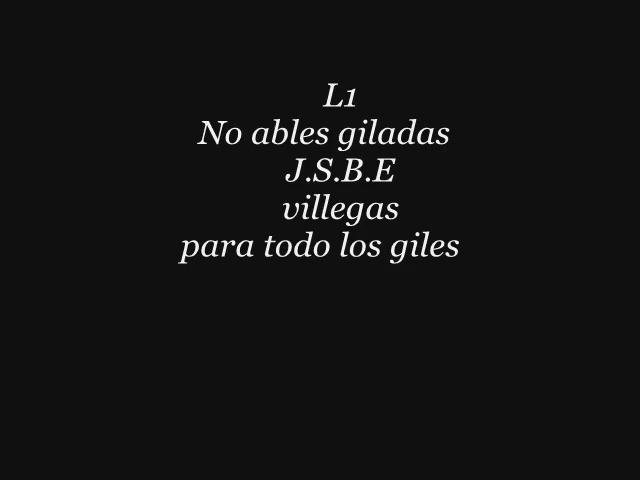 L1
No ables giladas
J.S.B.E
villegas
para todo los giles